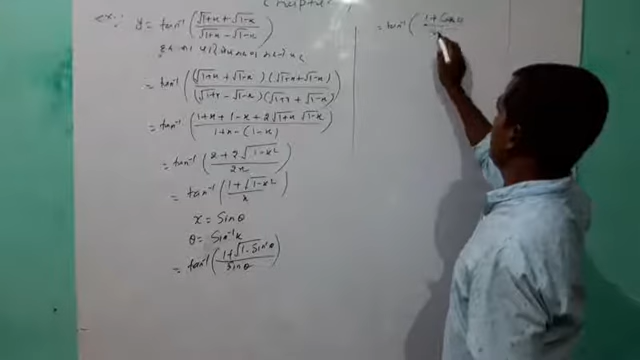 Ex:- y = tan⁻¹ ( (√1+x + √1-x) / (√1+x - √1-x) )
= tan⁻¹ ( (√1+x + √1-x) (√1+x + √1-x) / (√1+x - √1-x) (√1+x + √1-x) )
= tan⁻¹ ( (1+x + 1-x + 2√1+x √1-x) / (1+x - (1-x)) )
= tan⁻¹ ( (2+2√1-x²) / 2x )
= tan⁻¹ ( (1+√1-x²) / x )
x = Sinθ
θ = Sin⁻¹x
= tan⁻¹ ( (1+√1-Sin²θ) / Sinθ )
= tan⁻¹ ( 1+Cosθ